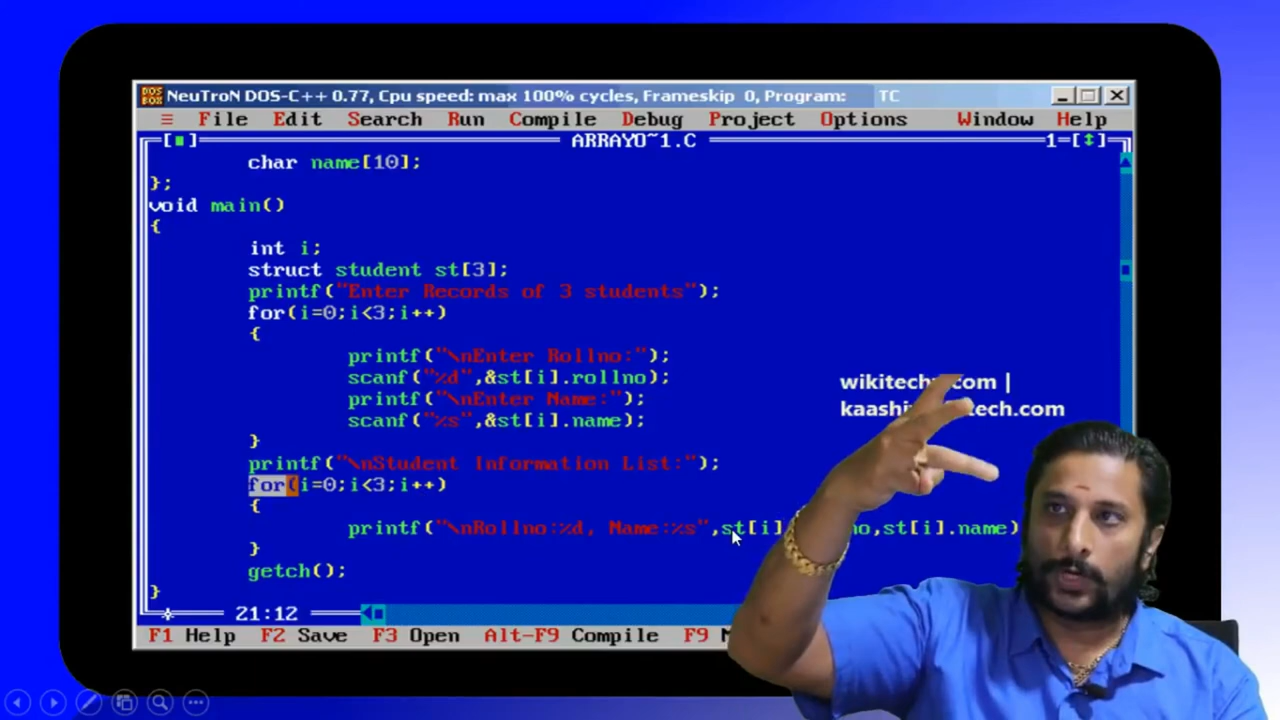 NeuTroN DOS-C++ 0.77, Cpu speed: max 100% cycles, Frameskip 0, Program: TC
≡ File Edit Search Run Compile Debug Project Options Window Help
ARRAYO~1.C 1=[↕]
char name[10];
};
void main()
{
int i;
struct student st[3];
printf("Enter Records of 3 students");
for(i=0;i<3;i++)
{
printf("\nEnter Rollno:");
scanf("%d",&st[i].rollno);
printf("\nEnter Name:");
scanf("%s",&st[i].name);
}
printf("\nStudent Information List:");
for(i=0;i<3;i++)
{
printf("\nRollno:%d, Name:%s",st[i] no,st[i].name)
}
getch();
}
21:12
F1 Help F2 Save F3 Open Alt-F9 Compile F9
wikitechy.com |